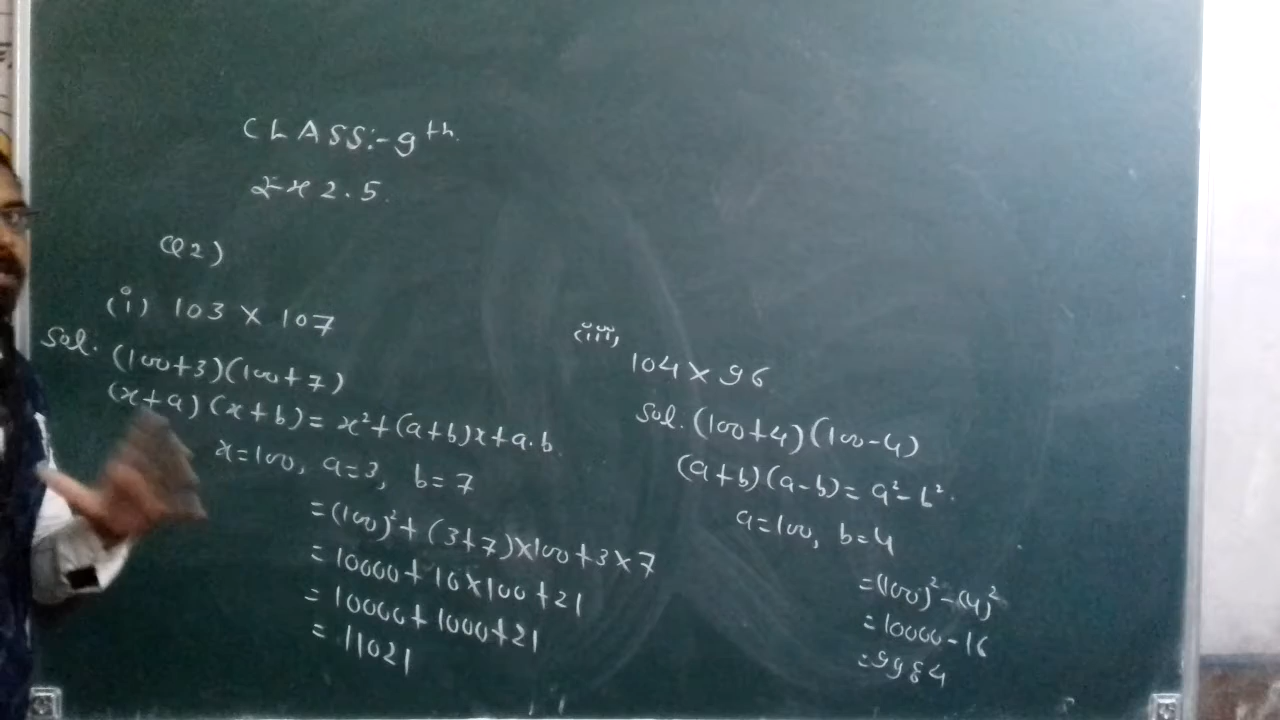 CLASS:- 9th.
Ex 2.5.
Q2)
(i) 103 × 107
Sol. (100+3)(100+7)
(x+a)(x+b) = x²+(a+b)x+a.b.
x=100, a=3, b=7
=(100)²+(3+7)×100+3×7
=10000+10×100+21
=10000+1000+21
=11021
(iii)
104 × 96
Sol. (100+4)(100-4)
(a+b)(a-b)=a²-b².
a=100, b=4
=(100)²-(4)²
=10000-16
=9984